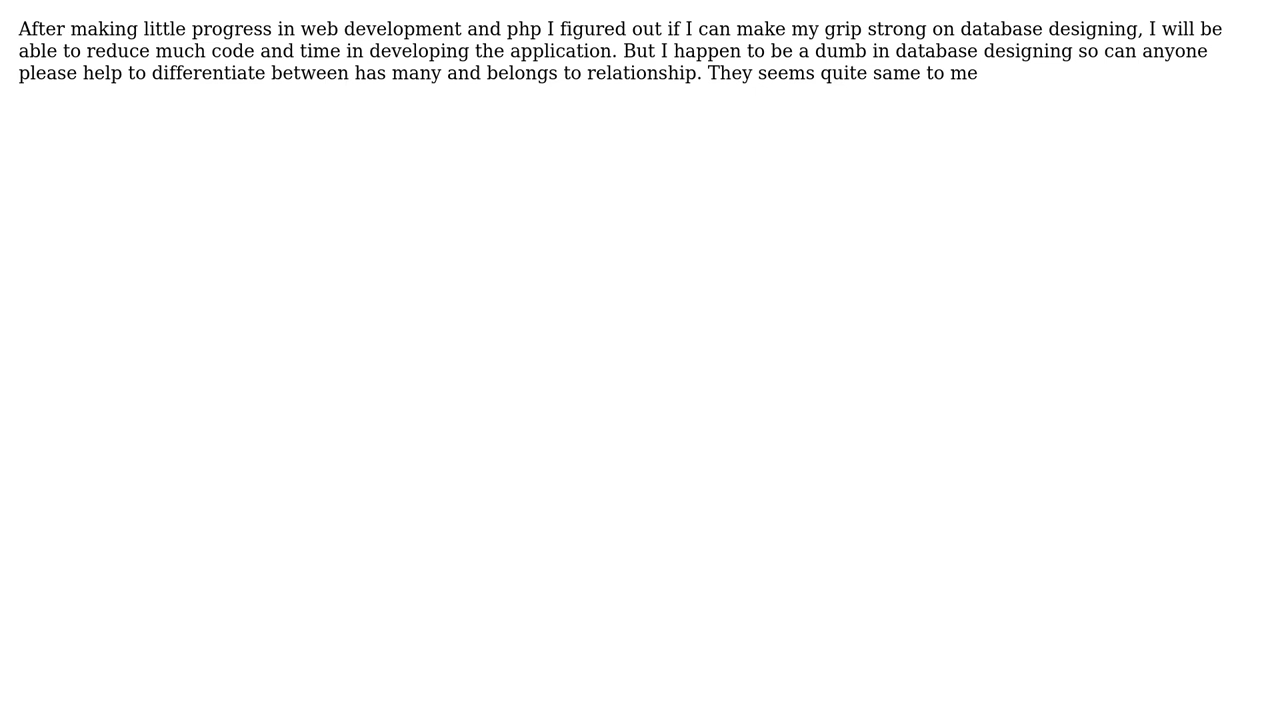 After making little progress in web development and php I figured out if I can make my grip strong on database designing, I will be
able to reduce much code and time in developing the application. But I happen to be a dumb in database designing so can anyone
please help to differentiate between has many and belongs to relationship. They seems quite same to me